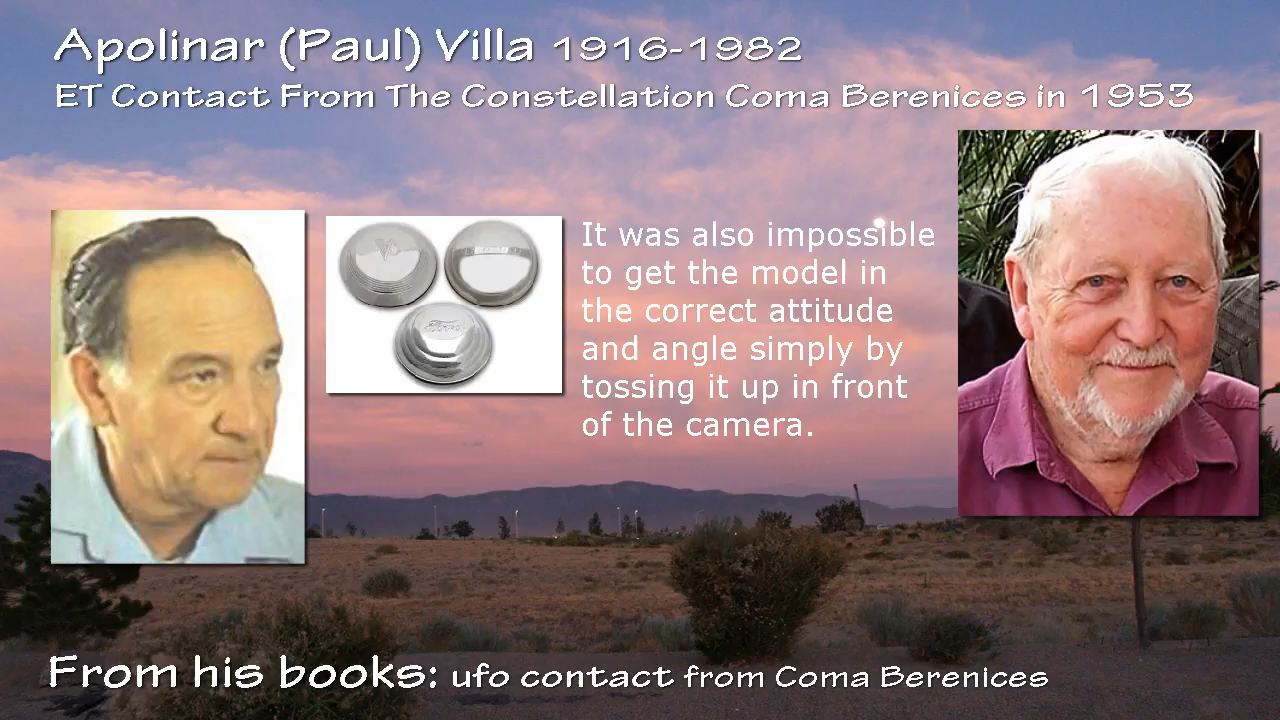 Apolinar (Paul) Villa 1916-1982
ET Contact From The Constellation Coma Berenices in 1953
It was also impossible
to get the model in
the correct attitude
and angle simply by
tossing it up in front
of the camera.
Ford
From his books: ufo contact from Coma Berenices